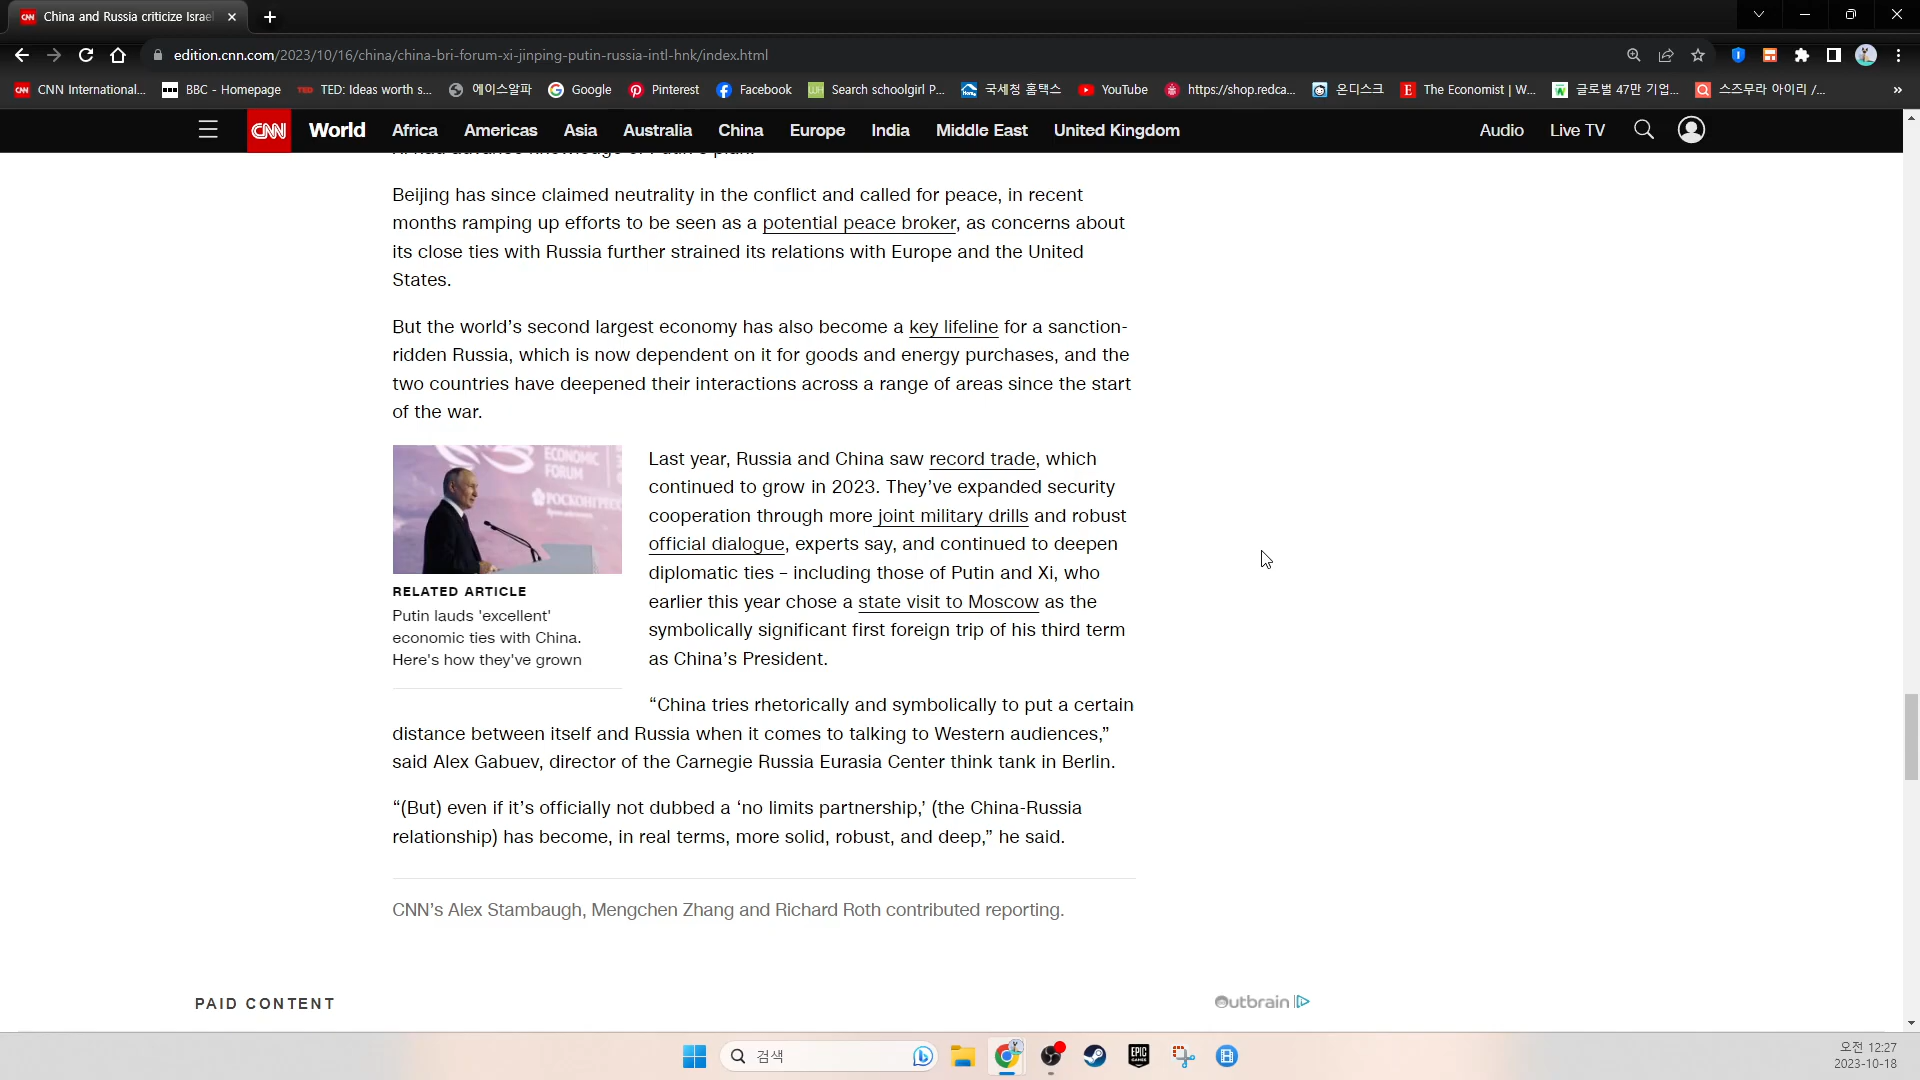 China and Russia criticize Israel
edition.cnn.com/2023/10/16/china/china-bri-forum-xi-jinping-putin-russia-intl-hnk/index.html
CNN International... BBC - Homepage TED: Ideas worth s... 에이스알파 Google Pinterest Facebook Search schoolgirl P... 국세청 홈택스 YouTube https://shop.redca... 온디스크 The Economist | W... 글로벌 47만 기업... 스즈무라 아이리 /... »
CNN World Africa Americas Asia Australia China Europe India Middle East United Kingdom Audio Live TV
Beijing has since claimed neutrality in the conflict and called for peace, in recent
months ramping up efforts to be seen as a potential peace broker, as concerns about
its close ties with Russia further strained its relations with Europe and the United
States.
But the world’s second largest economy has also become a key lifeline for a sanction-
ridden Russia, which is now dependent on it for goods and energy purchases, and the
two countries have deepened their interactions across a range of areas since the start
of the war.
ECONOMIC
FORUM
РОСКОНГРЕСС
RELATED ARTICLE
Putin lauds 'excellent'
economic ties with China.
Here's how they've grown
Last year, Russia and China saw record trade, which
continued to grow in 2023. They’ve expanded security
cooperation through more joint military drills and robust
official dialogue, experts say, and continued to deepen
diplomatic ties – including those of Putin and Xi, who
earlier this year chose a state visit to Moscow as the
symbolically significant first foreign trip of his third term
as China’s President.
“China tries rhetorically and symbolically to put a certain
distance between itself and Russia when it comes to talking to Western audiences,”
said Alex Gabuev, director of the Carnegie Russia Eurasia Center think tank in Berlin.
“(But) even if it’s officially not dubbed a ‘no limits partnership,’ (the China-Russia
relationship) has become, in real terms, more solid, robust, and deep,” he said.
CNN’s Alex Stambaugh, Mengchen Zhang and Richard Roth contributed reporting.
PAID CONTENT
Outbrain
검색
EPIC GAMES
오전 12:27
2023-10-18